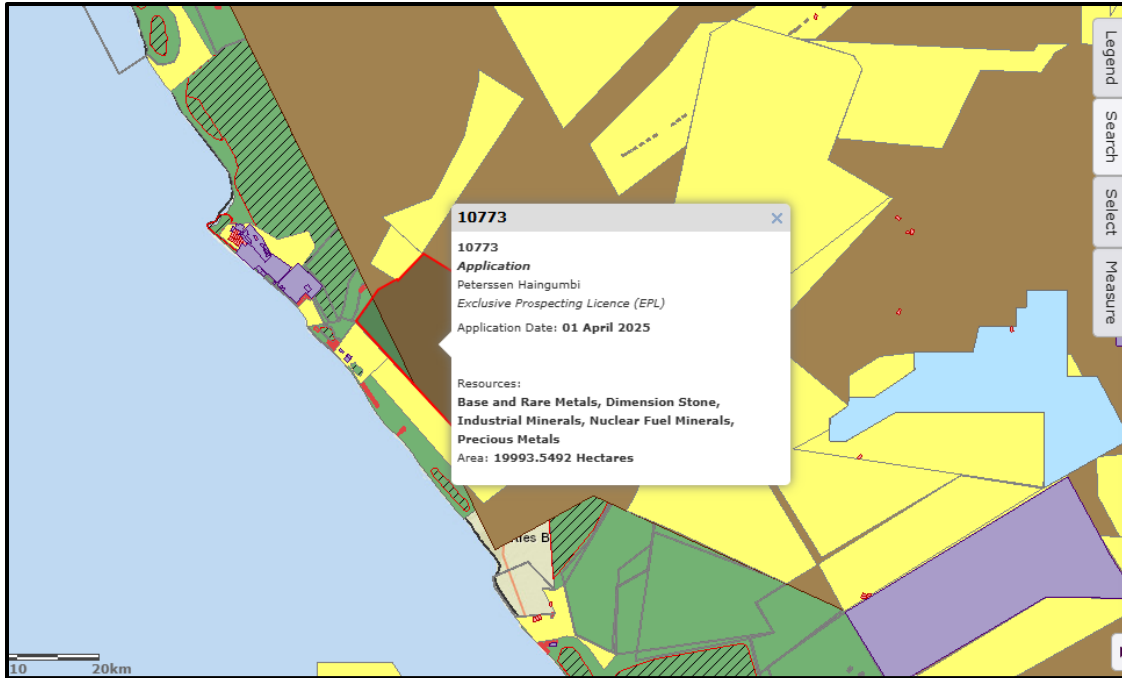 Legend
Search
Select
Measure
10773
10773
Application
Peterssen Haingumbi
Exclusive Prospecting Licence (EPL)
Application Date: 01 April 2025
Resources:
Base and Rare Metals, Dimension Stone,
Industrial Minerals, Nuclear Fuel Minerals,
Precious Metals
Area: 19993.5492 Hectares
10 20km